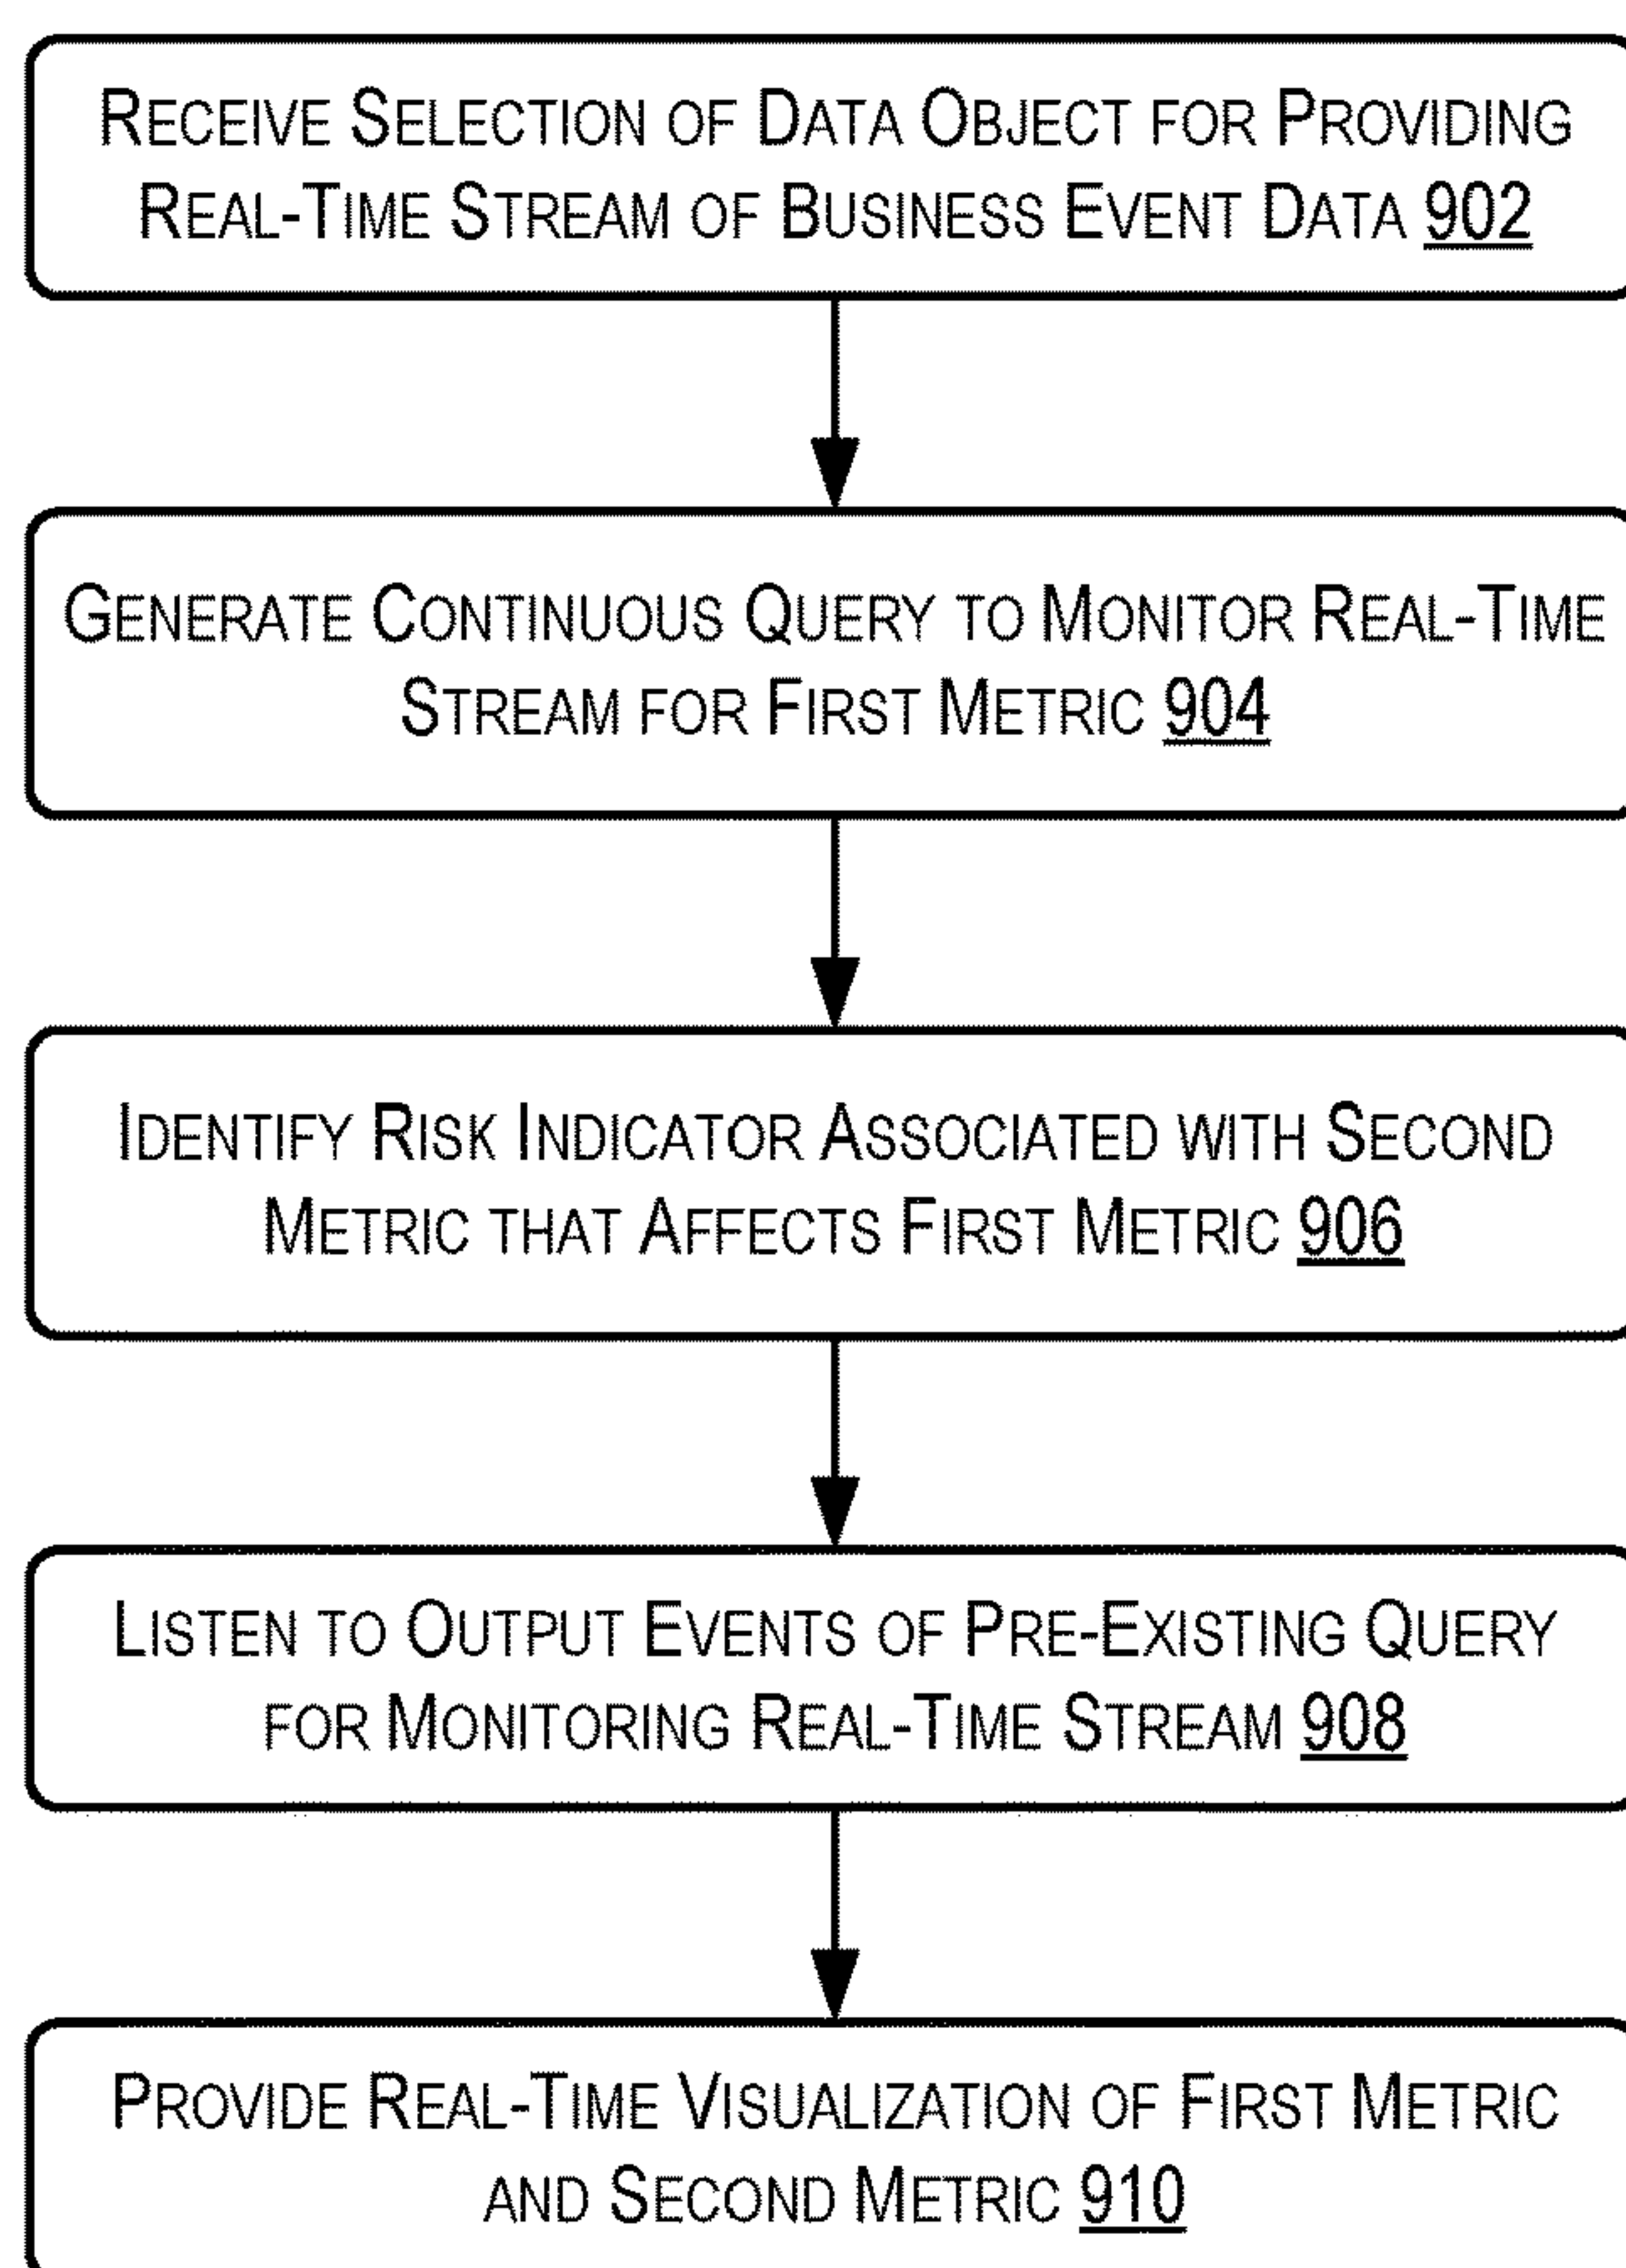 RECEIVE SELECTION OF DATA OBJECT FOR PROVIDING
REAL-TIME STREAM OF BUSINESS EVENT DATA 902
GENERATE CONTINUOUS QUERY TO MONITOR REAL-TIME
STREAM FOR FIRST METRIC 904
IDENTIFY RISK INDICATOR ASSOCIATED WITH SECOND
METRIC THAT AFFECTS FIRST METRIC 906
LISTEN TO OUTPUT EVENTS OF PRE-EXISTING QUERY
FOR MONITORING REAL-TIME STREAM 908
PROVIDE REAL-TIME VISUALIZATION OF FIRST METRIC
AND SECOND METRIC 910